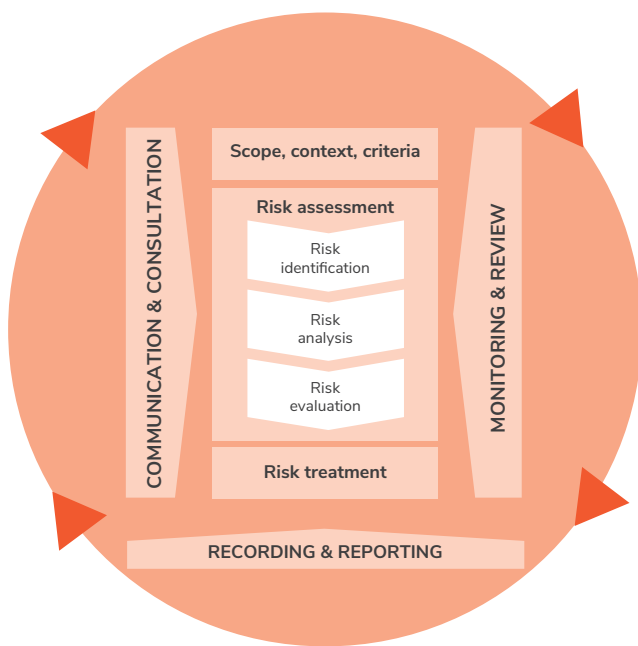 COMMUNICATION & CONSULTATION
Scope, context, criteria
Risk assessment
Risk
identification
Risk
analysis
Risk
evaluation
Risk treatment
MONITORING & REVIEW
RECORDING & REPORTING